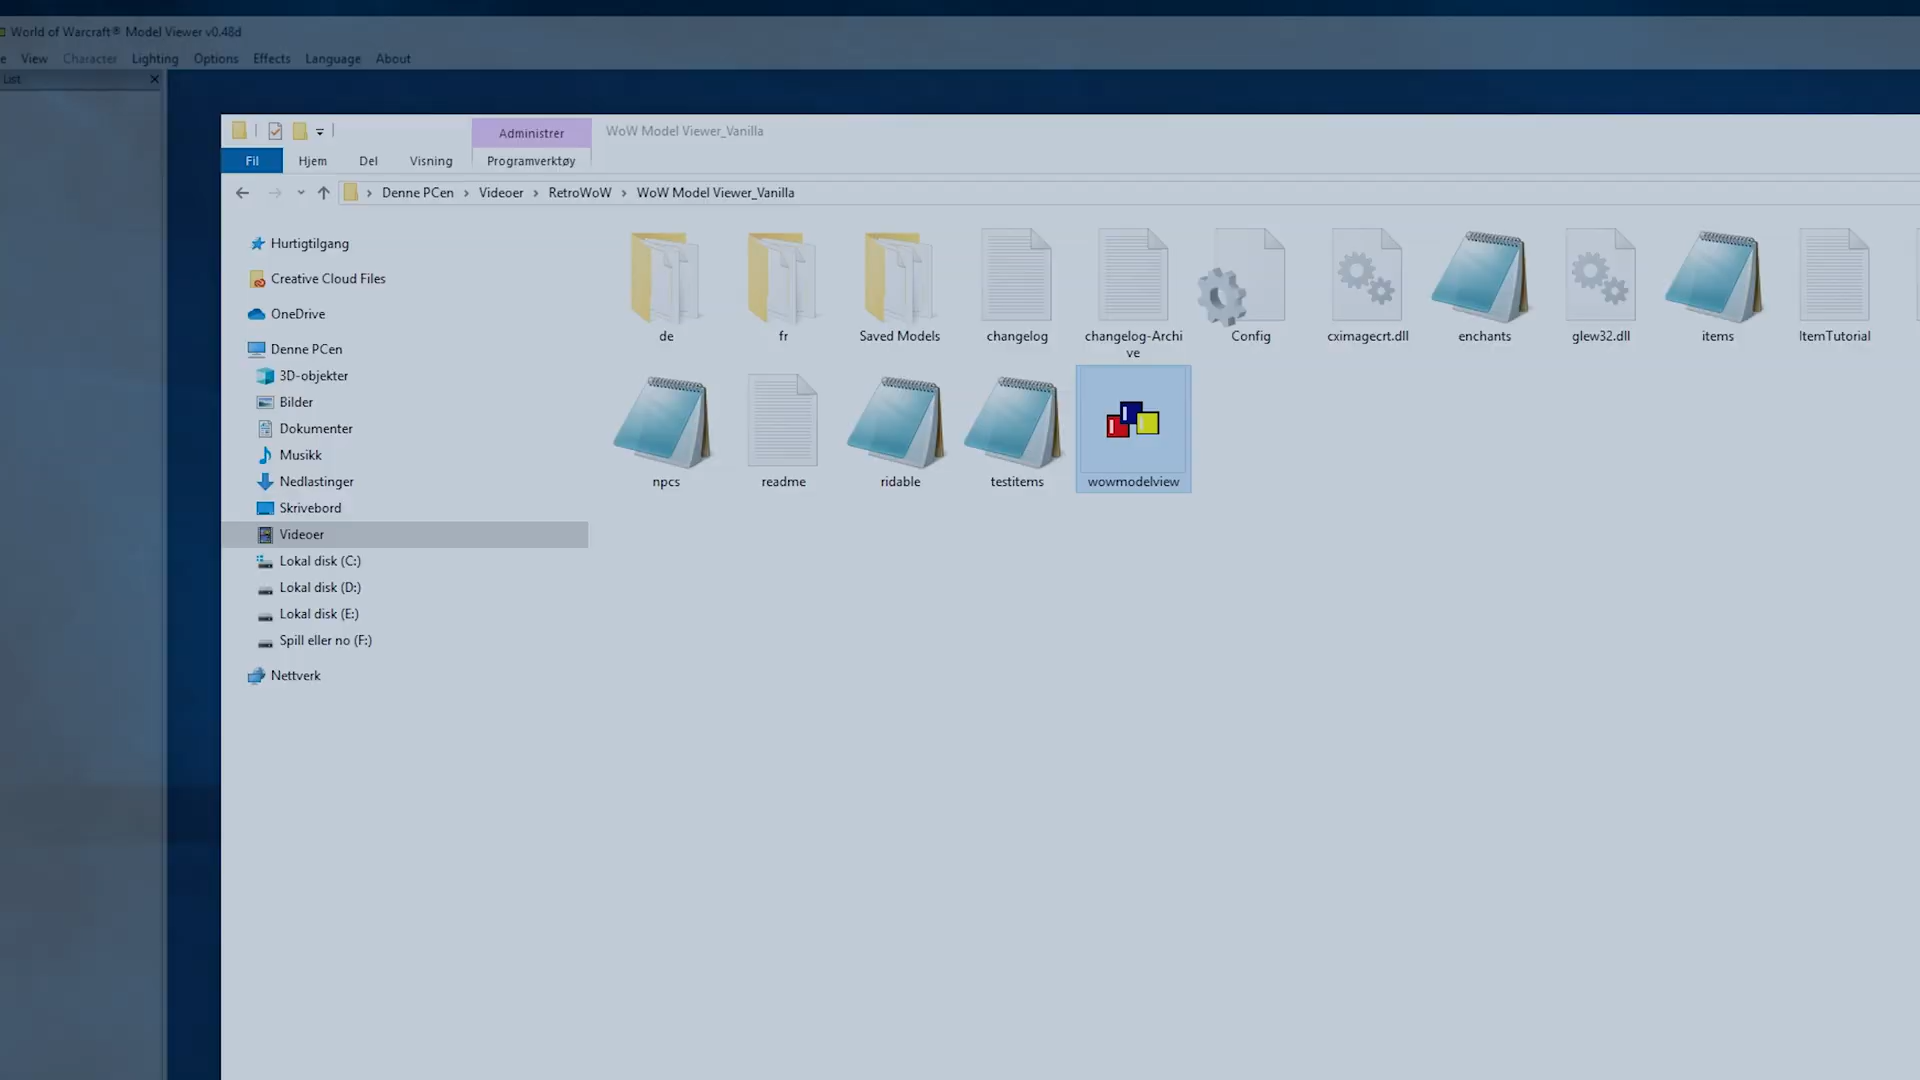 World of Warcraft® Model Viewer v0.48d
View Character Lighting Options Effects Language About
List
Administrer WoW Model Viewer_Vanilla
Fil Hjem Del Visning Programverktøy
Denne PCen Videoer RetroWoW WoW Model Viewer_Vanilla
Hurtigtilgang
Creative Cloud Files
OneDrive
Denne PCen
3D-objekter
Bilder
Dokumenter
Musikk
Nedlastinger
Skrivebord
Videoer
Lokal disk (C:)
Lokal disk (D:)
Lokal disk (E:)
Spill eller no (F:)
Nettverk
de fr Saved Models changelog changelog-Archi Config cximagecrt.dll enchants glew32.dll items ItemTutorial
ve
npcs readme ridable testitems wowmodelview